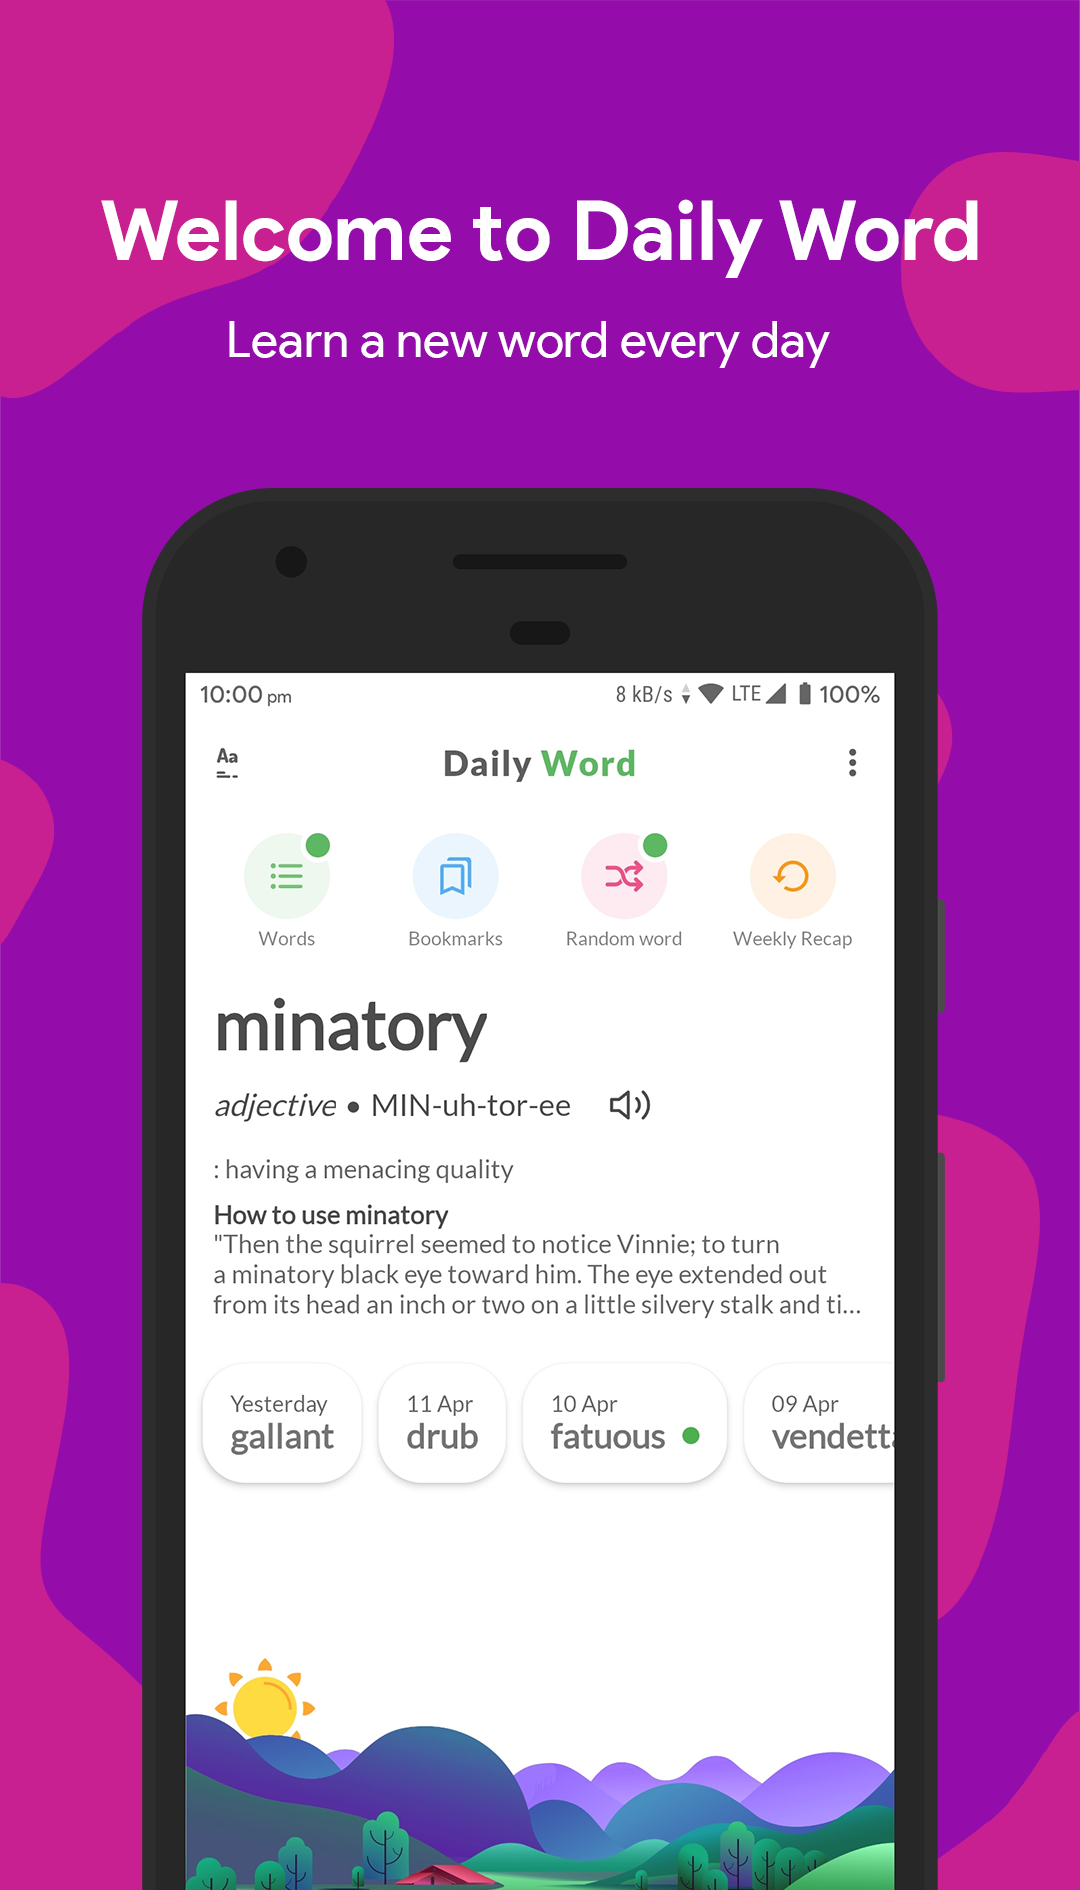 Welcome to Daily Word
Learn a new word every day
10:00 pm 8 kB/s LTE 100%
Aa Daily Word
Words Bookmarks Random word Weekly Recap
minatory
adjective • MIN-uh-tor-ee
: having a menacing quality
How to use minatory
"Then the squirrel seemed to notice Vinnie; to turn
a minatory black eye toward him. The eye extended out
from its head an inch or two on a little silvery stalk and ti...
Yesterday 11 Apr 10 Apr 09 Apr
gallant drub fatuous vendetta